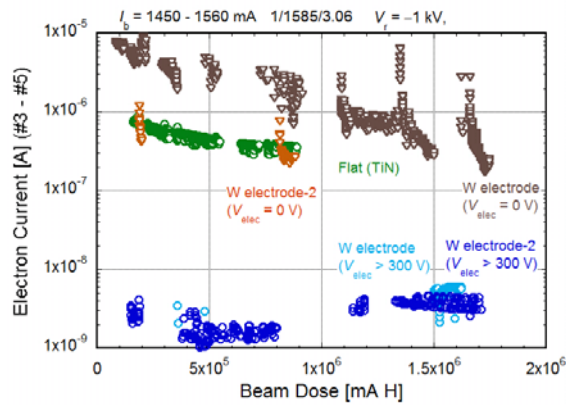 I_b = 1450 - 1560 mA 1/1585/3.06 V_r = −1 kV,
Electron Current [A] (#3 - #5)
1x10^-5
1x10^-6
1x10^-7
1x10^-8
1x10^-9
Flat (TiN)
W electrode-2
(V_elec = 0 V)
W electrode
(V_elec = 0 V)
W electrode
(V_elec > 300 V)
W electrode-2
(V_elec > 300 V)
0
5x10^5
1x10^6
1.5x10^6
2x10^6
Beam Dose [mA H]